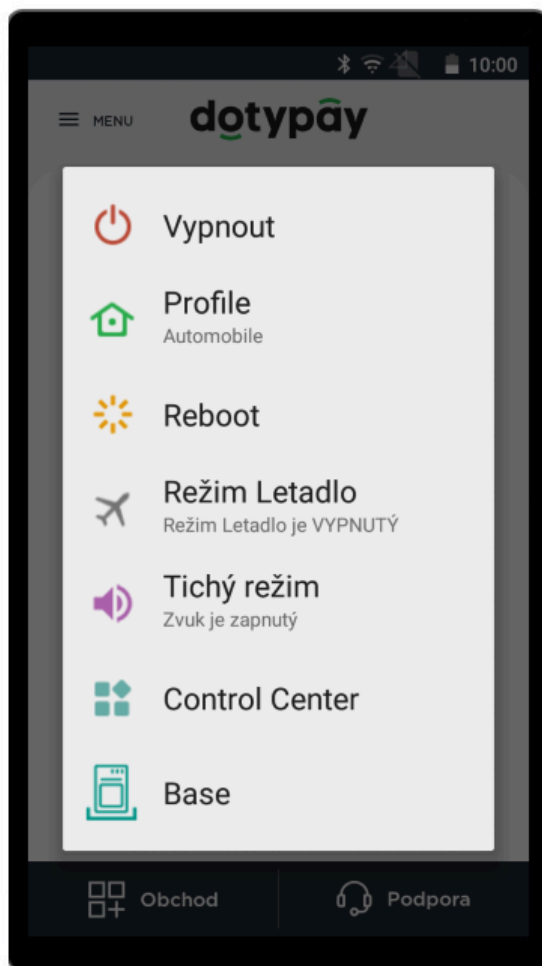 10:00
MENU dotypay
Vypnout
Profile
Automobile
Reboot
Režim Letadlo
Režim Letadlo je VYPNUTÝ
Tichý režim
Zvuk je zapnutý
Control Center
Base
Obchod Podpora